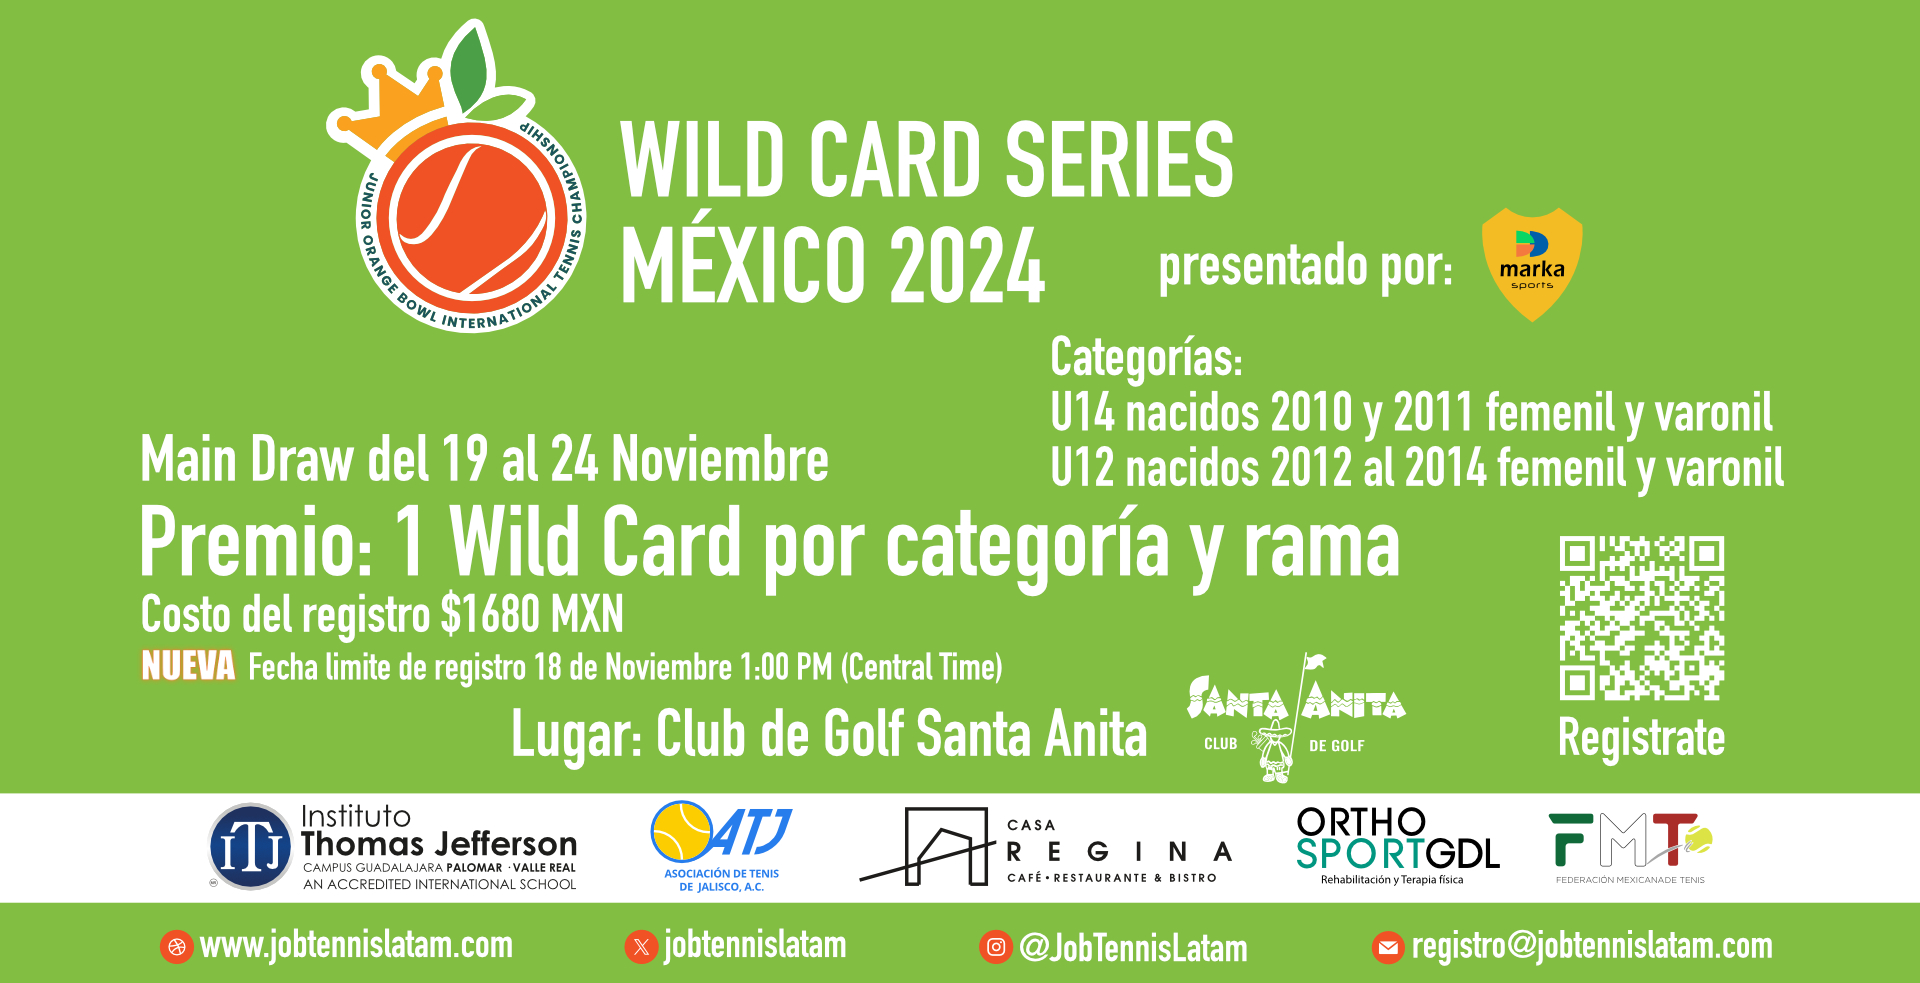 JUNIOR ORANGE BOWL INTERNATIONAL TENNIS CHAMPIONSHIP
WILD CARD SERIES
MÉXICO 2024
presentado por:
marka
sports
Categorías:
U14 nacidos 2010 y 2011 femenil y varonil
U12 nacidos 2012 al 2014 femenil y varonil
Main Draw del 19 al 24 Noviembre
Premio: 1 Wild Card por categoría y rama
Costo del registro $1680 MXN
NUEVA Fecha limite de registro 18 de Noviembre 1:00 PM (Central Time)
Lugar: Club de Golf Santa Anita
SANTA ANITA
CLUB DE GOLF
Registrate
ITJ
Instituto
Thomas Jefferson
CAMPUS GUADALAJARA PALOMAR · VALLE REAL
AN ACCREDITED INTERNATIONAL SCHOOL
ATJ
ASOCIACIÓN DE TENIS
DE JALISCO, A.C.
CASA
REGINA
CAFÉ • RESTAURANTE & BISTRO
ORTHO
SPORTGDL
Rehabilitación y Terapia física
FMT
FEDERACIÓN MEXICANADE TENIS
www.jobtennislatam.com
jobtennislatam
@JobTennisLatam
registro@jobtennislatam.com